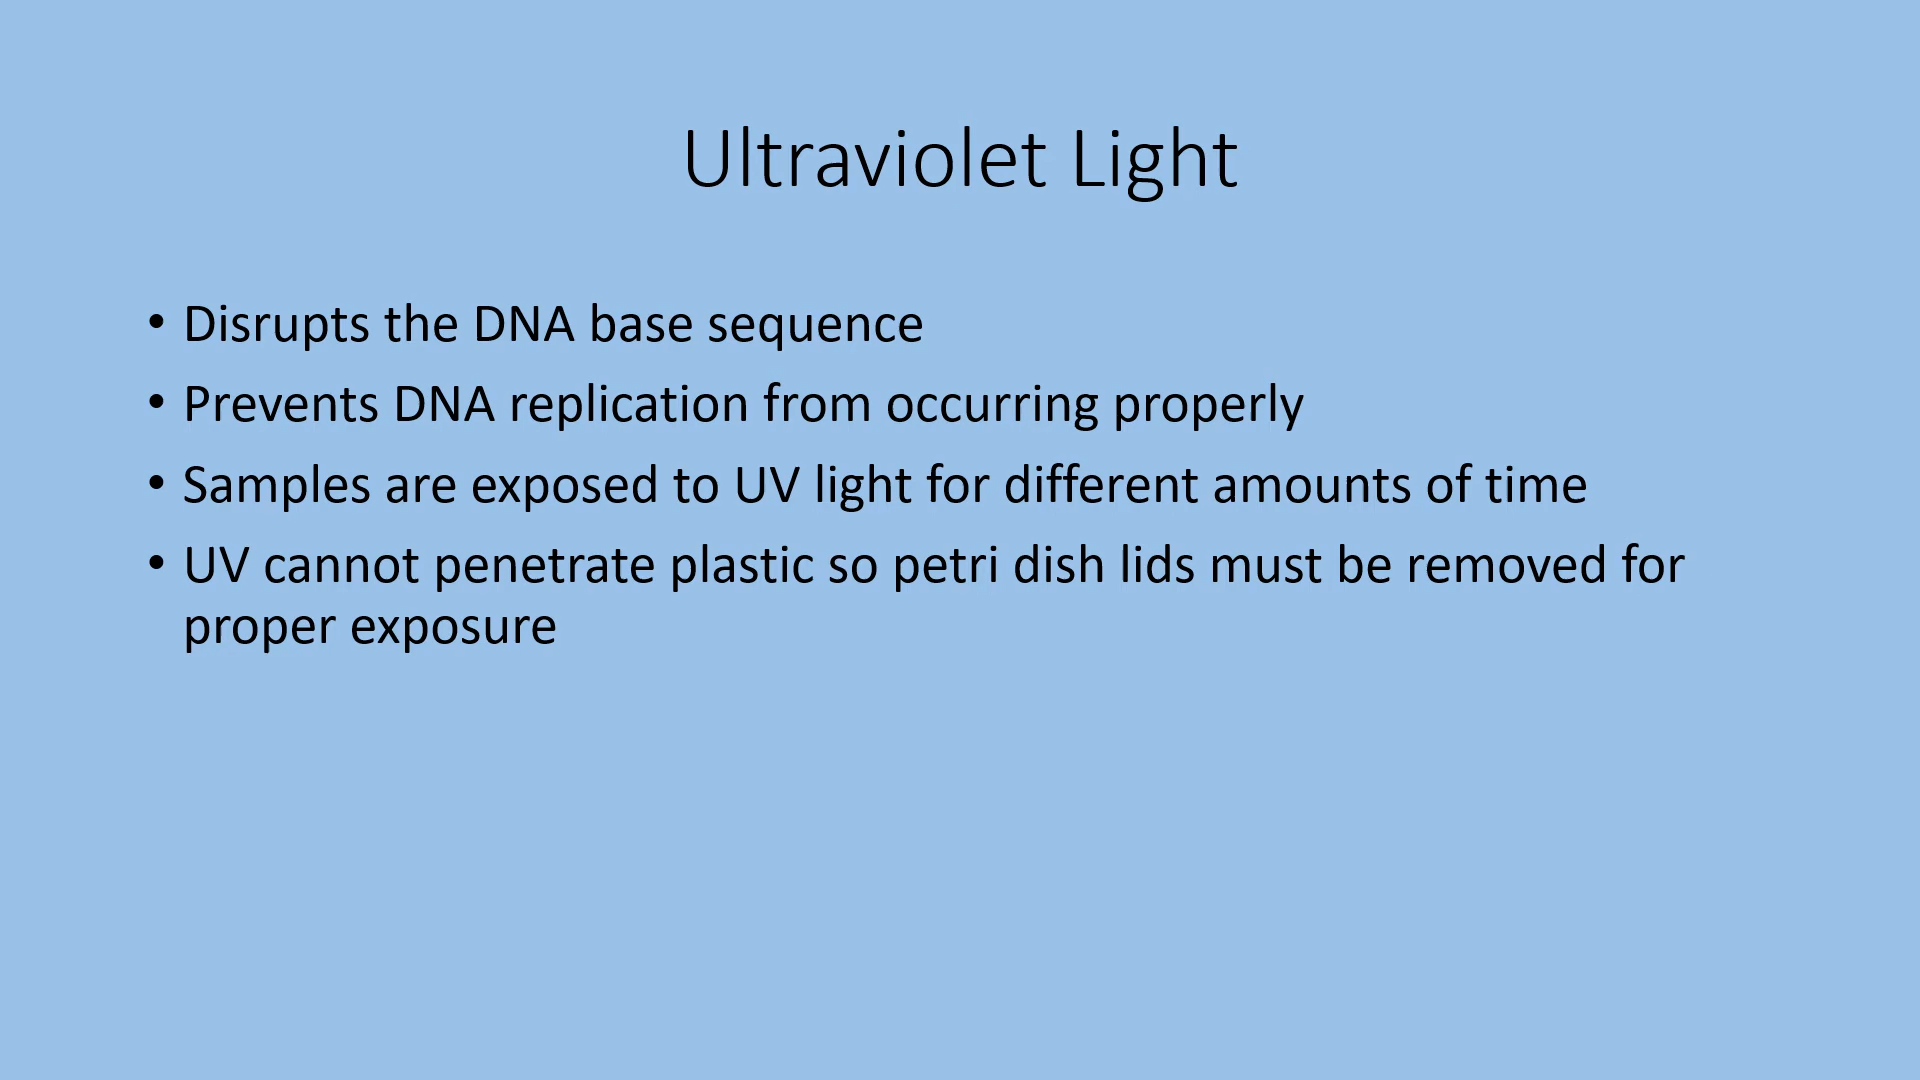 Ultraviolet Light
• Disrupts the DNA base sequence
• Prevents DNA replication from occurring properly
• Samples are exposed to UV light for different amounts of time
• UV cannot penetrate plastic so petri dish lids must be removed for
proper exposure